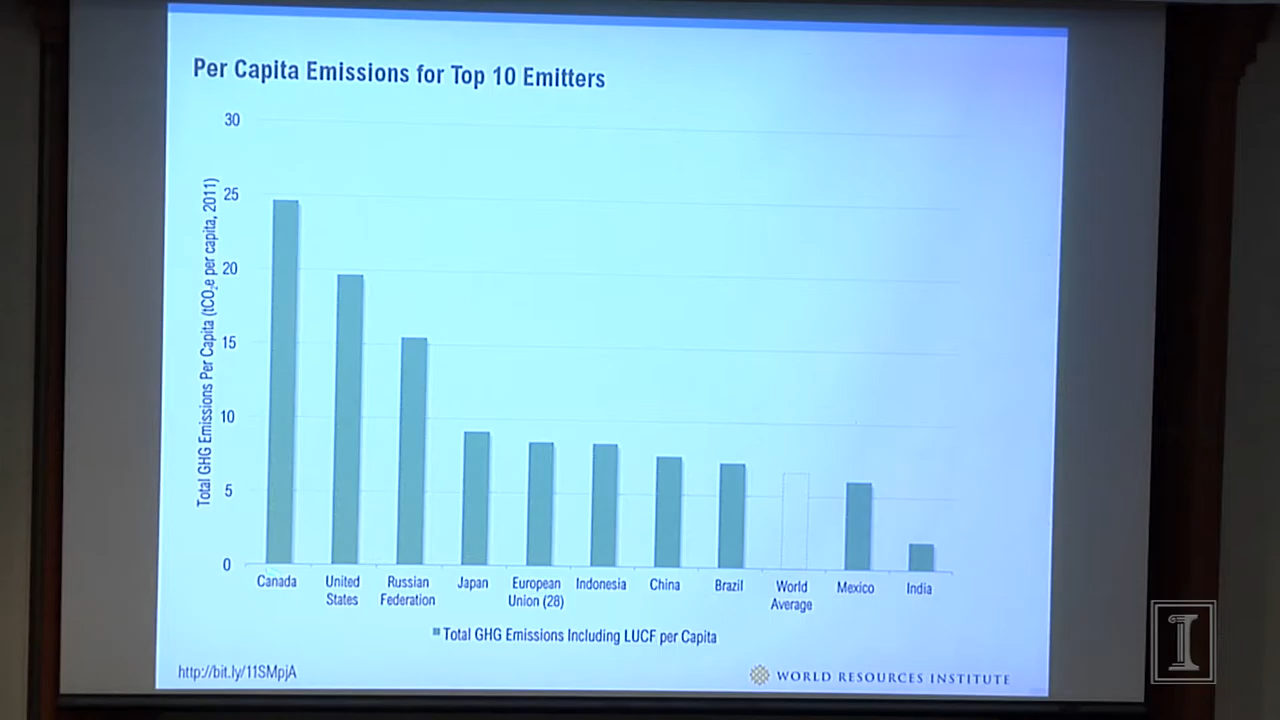 Per Capita Emissions for Top 10 Emitters
Total GHG Emissions Per Capita (tCO₂e per capita, 2011)
30
25
20
15
10
5
0
Canada
United
States
Russian
Federation
Japan
European
Union (28)
Indonesia
China
Brazil
World
Average
Mexico
India
Total GHG Emissions Including LUCF per Capita
http://bit.ly/11SMpjA
WORLD RESOURCES INSTITUTE
I